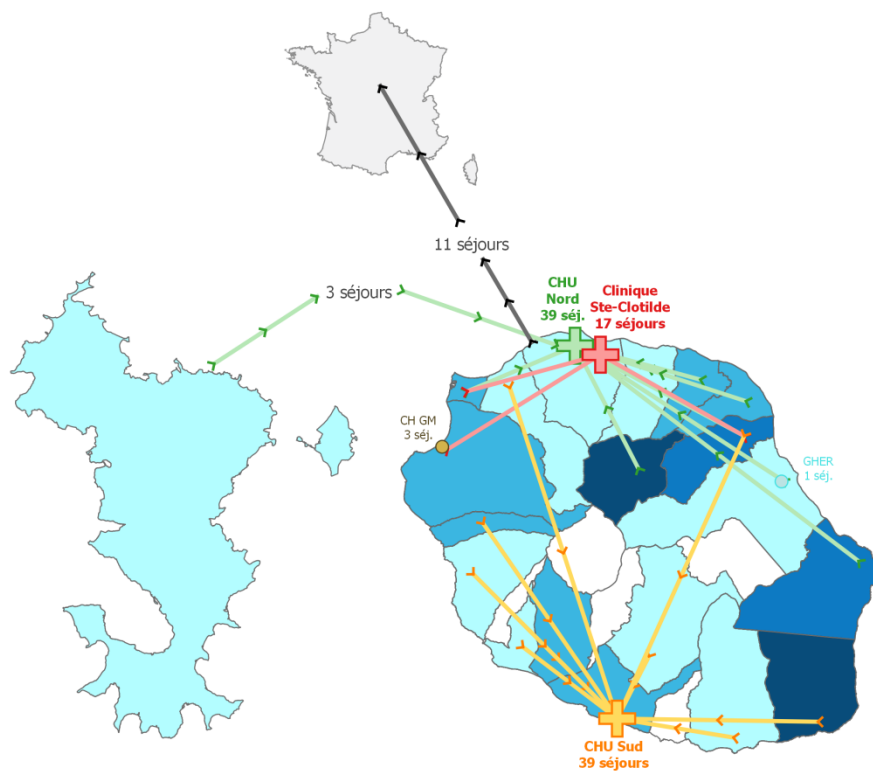 11 séjours
3 séjours
CHU
Nord
39 séj.
Clinique
Ste-Clotilde
17 séjours
CH GM
3 séj.
GHER
1 séj.
CHU Sud
39 séjours